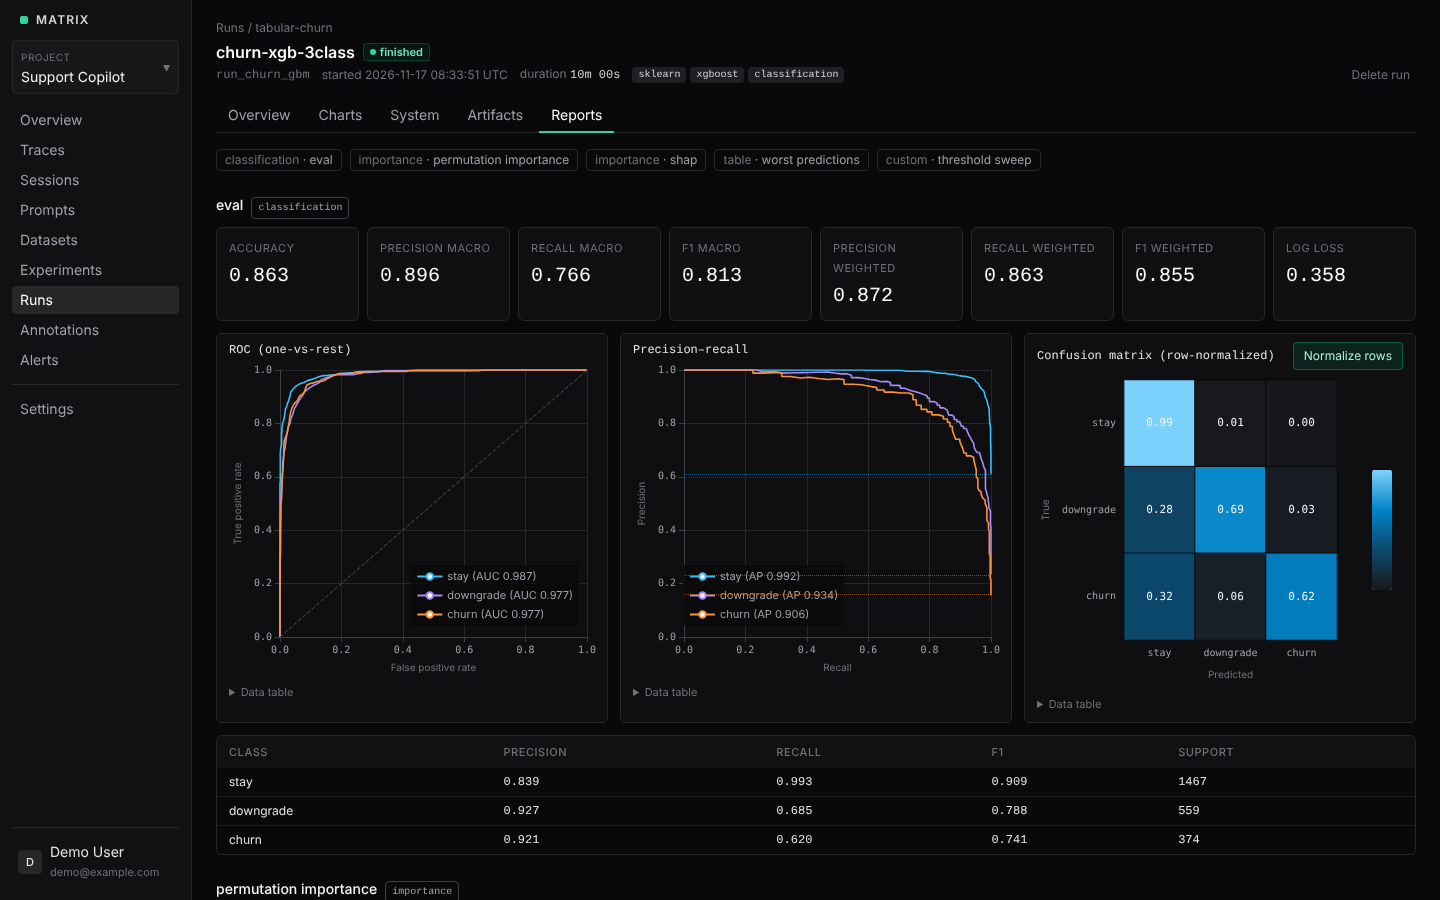 MATRIX
PROJECT
Support Copilot
Overview
Traces
Sessions
Prompts
Datasets
Experiments
Runs
Annotations
Alerts
Settings
D
Demo User
demo@example.com
Runs / tabular-churn
churn-xgb-3class
finished
run_churn_gbm started 2026-11-17 08:33:51 UTC duration 10m 00s sklearn xgboost classification
Delete run
Overview Charts System Artifacts Reports
classification · eval importance · permutation importance importance · shap table · worst predictions custom · threshold sweep
eval classification
ACCURACY
0.863
PRECISION MACRO
0.896
RECALL MACRO
0.766
F1 MACRO
0.813
PRECISION
WEIGHTED
0.872
RECALL WEIGHTED
0.863
F1 WEIGHTED
0.855
LOG LOSS
0.358
ROC (one-vs-rest)
True positive rate
1.0
0.8
0.6
0.4
0.2
0.0
stay (AUC 0.987)
downgrade (AUC 0.977)
churn (AUC 0.977)
0.0 0.2 0.4 0.6 0.8 1.0
False positive rate
Data table
Precision–recall
Precision
1.0
0.8
0.6
0.4
0.2
0.0
stay (AP 0.992)
downgrade (AP 0.934)
churn (AP 0.906)
0.0 0.2 0.4 0.6 0.8 1.0
Recall
Data table
Confusion matrix (row-normalized)
Normalize rows
True
stay 0.99 0.01 0.00
downgrade 0.28 0.69 0.03
churn 0.32 0.06 0.62
stay downgrade churn
Predicted
Data table
CLASS PRECISION RECALL F1 SUPPORT
stay 0.839 0.993 0.909 1467
downgrade 0.927 0.685 0.788 559
churn 0.921 0.620 0.741 374
permutation importance importance